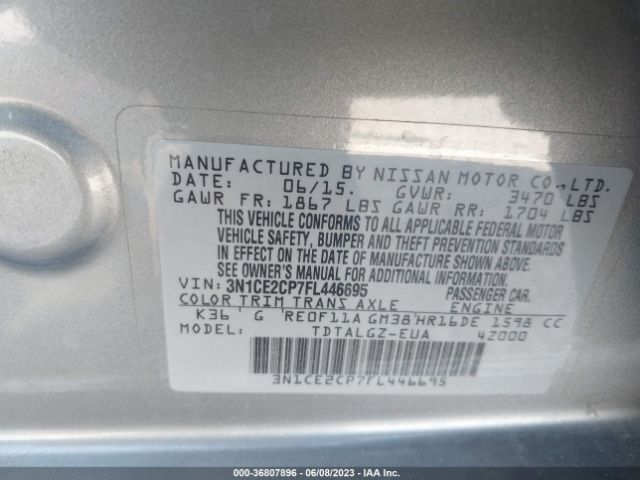 MANUFACTURED BY NISSAN MOTOR CO.,LTD.
DATE: 06/15. GVWR: 3470 LBS
GAWR FR: 1867 LBS GAWR RR: 1704 LBS
THIS VEHICLE CONFORMS TO ALL APPLICABLE FEDERAL MOTOR
VEHICLE SAFETY, BUMPER AND THEFT PREVENTION STANDARDS
IN EFFECT ON THE DATE OF MANUFACTURE SHOWN ABOVE.
SEE OWNER'S MANUAL FOR ADDITIONAL INFORMATION.
VIN: 3N1CE2CP7FL446695 PASSENGER CAR.
COLOR TRIM TRANS AXLE ENGINE
K36 G RE0F11A GM38 HR16DE 1598 CC
MODEL: TDTALGZ-EUA 42000
3N1CE2CP7FL446695
000-36807896 - 06/08/2023 - IAA Inc.